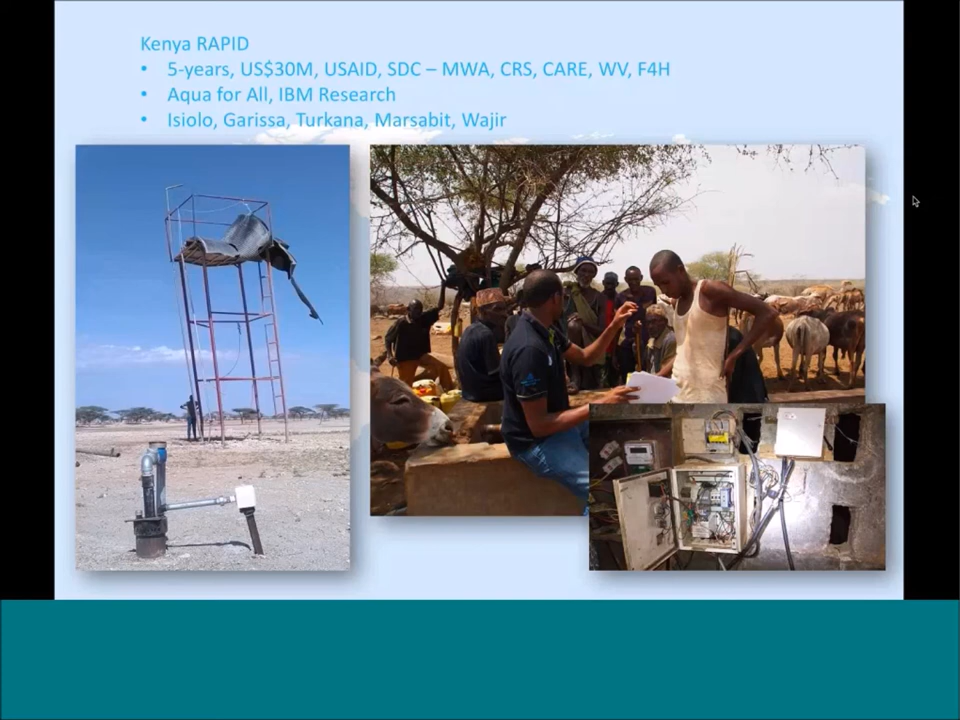 Kenya RAPID
• 5-years, US$30M, USAID, SDC – MWA, CRS, CARE, WV, F4H
• Aqua for All, IBM Research
• Isiolo, Garissa, Turkana, Marsabit, Wajir